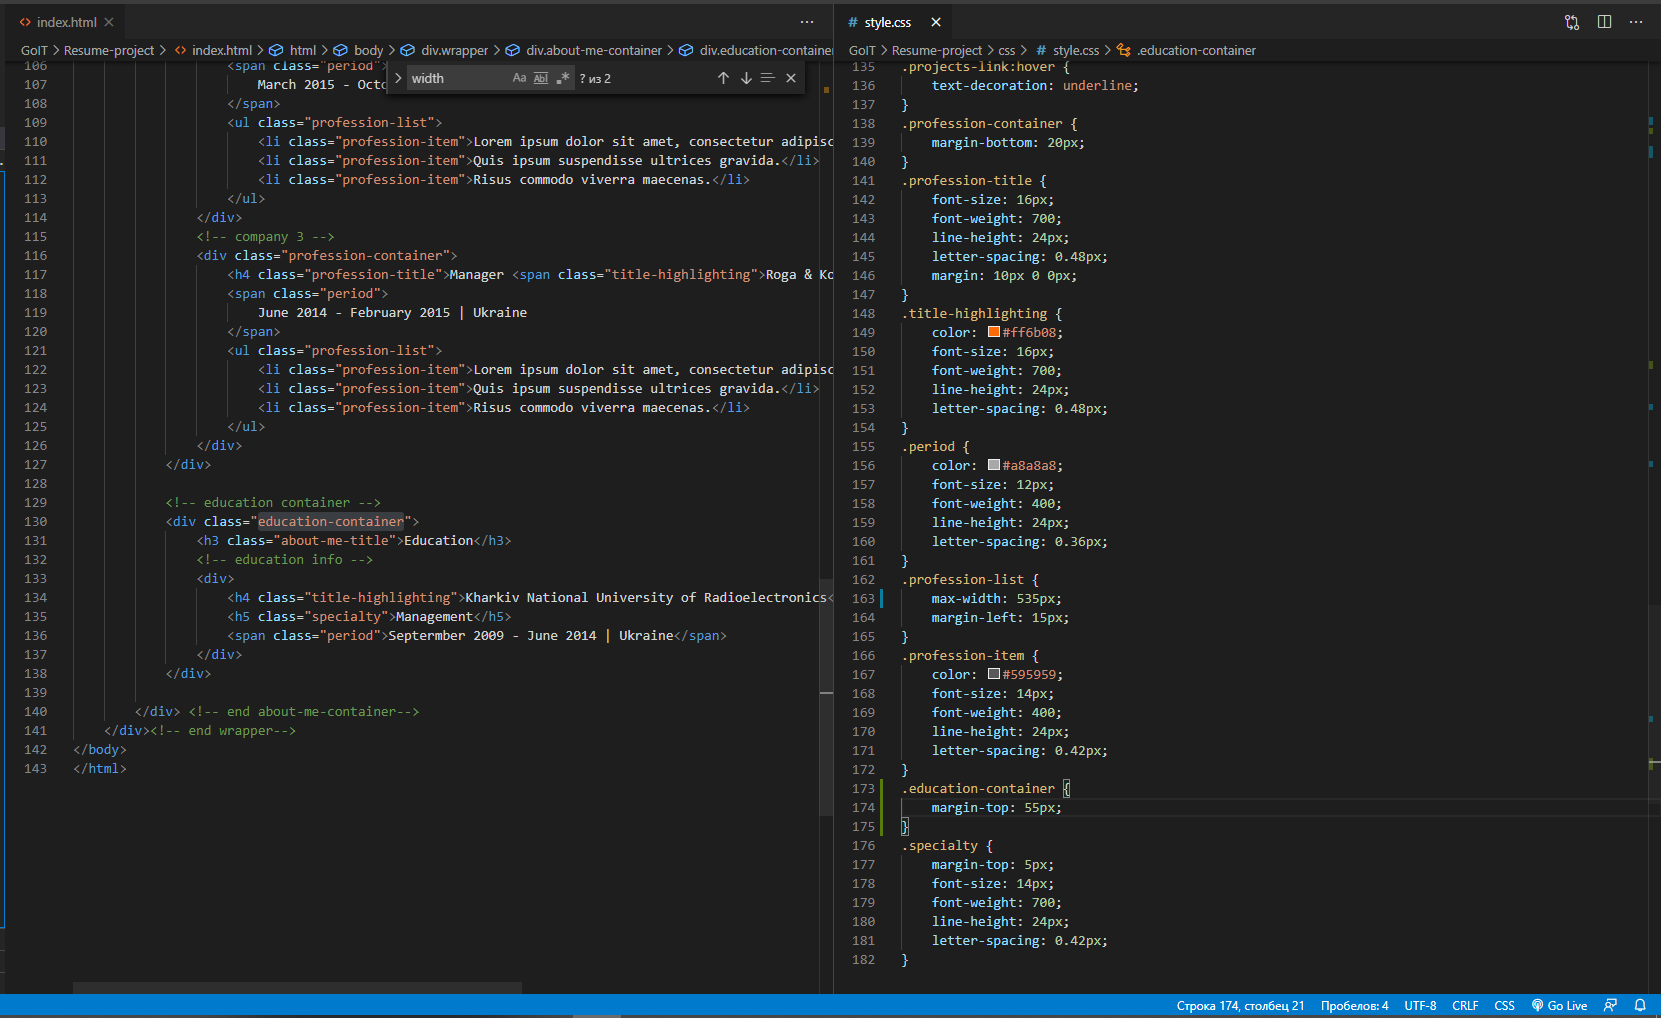 index.html
GoIT > Resume-project > index.html > html > body > div.wrapper > div.about-me-container > div.education-container
width Aa Abl .* ? из 2
106 <span class="period">
107 March 2015 - Octo
108 </span>
109 <ul class="profession-list">
110 <li class="profession-item">Lorem ipsum dolor sit amet, consectetur adipisc
111 <li class="profession-item">Quis ipsum suspendisse ultrices gravida.</li>
112 <li class="profession-item">Risus commodo viverra maecenas.</li>
113 </ul>
114 </div>
115 <!-- company 3 -->
116 <div class="profession-container">
117 <h4 class="profession-title">Manager <span class="title-highlighting">Roga & Ko
118 <span class="period">
119 June 2014 - February 2015 | Ukraine
120 </span>
121 <ul class="profession-list">
122 <li class="profession-item">Lorem ipsum dolor sit amet, consectetur adipisc
123 <li class="profession-item">Quis ipsum suspendisse ultrices gravida.</li>
124 <li class="profession-item">Risus commodo viverra maecenas.</li>
125 </ul>
126 </div>
127 </div>
128
129 <!-- education container -->
130 <div class="education-container">
131 <h3 class="about-me-title">Education</h3>
132 <!-- education info -->
133 <div>
134 <h4 class="title-highlighting">Kharkiv National University of Radioelectronics<
135 <h5 class="specialty">Management</h5>
136 <span class="period">Septermber 2009 - June 2014 | Ukraine</span>
137 </div>
138 </div>
139
140 </div> <!-- end about-me-container-->
141 </div><!-- end wrapper-->
142 </body>
143 </html>
# style.css
GoIT > Resume-project > css > # style.css > .education-container
135 .projects-link:hover {
136 text-decoration: underline;
137 }
138 .profession-container {
139 margin-bottom: 20px;
140 }
141 .profession-title {
142 font-size: 16px;
143 font-weight: 700;
144 line-height: 24px;
145 letter-spacing: 0.48px;
146 margin: 10px 0 0px;
147 }
148 .title-highlighting {
149 color: #ff6b08;
150 font-size: 16px;
151 font-weight: 700;
152 line-height: 24px;
153 letter-spacing: 0.48px;
154 }
155 .period {
156 color: #a8a8a8;
157 font-size: 12px;
158 font-weight: 400;
159 line-height: 24px;
160 letter-spacing: 0.36px;
161 }
162 .profession-list {
163 max-width: 535px;
164 margin-left: 15px;
165 }
166 .profession-item {
167 color: #595959;
168 font-size: 14px;
169 font-weight: 400;
170 line-height: 24px;
171 letter-spacing: 0.42px;
172 }
173 .education-container {
174 margin-top: 55px;
175 }
176 .specialty {
177 margin-top: 5px;
178 font-size: 14px;
179 font-weight: 700;
180 line-height: 24px;
181 letter-spacing: 0.42px;
182 }
Строка 174, столбец 21 Пробелов: 4 UTF-8 CRLF CSS Go Live